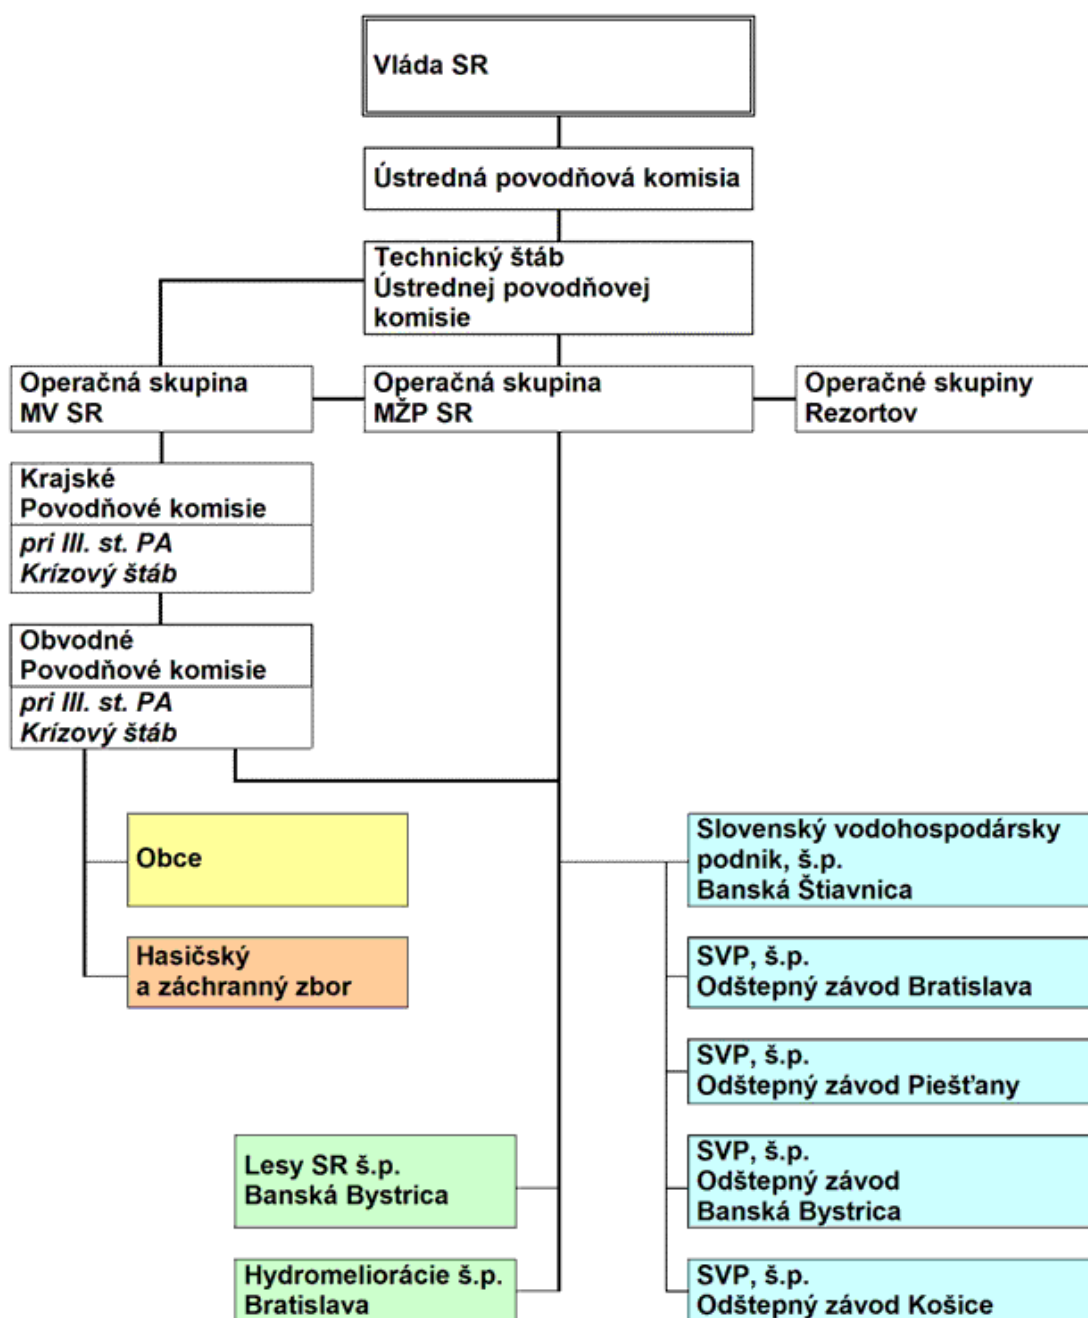 Vláda SR
Ústredná povodňová komisia
Technický štáb
Ústrednej povodňovej
komisie
Operačná skupina
MV SR
Operačná skupina
MŽP SR
Operačné skupiny
Rezortov
Krajské
Povodňové komisie
pri III. st. PA
Krízový štáb
Obvodné
Povodňové komisie
pri III. st. PA
Krízový štáb
Obce
Hasičský
a záchranný zbor
Slovenský vodohospodársky
podnik, š.p.
Banská Štiavnica
SVP, š.p.
Odštepný závod Bratislava
SVP, š.p.
Odštepný závod Piešťany
Lesy SR š.p.
Banská Bystrica
SVP, š.p.
Odštepný závod
Banská Bystrica
Hydromeliorácie š.p.
Bratislava
SVP, š.p.
Odštepný závod Košice